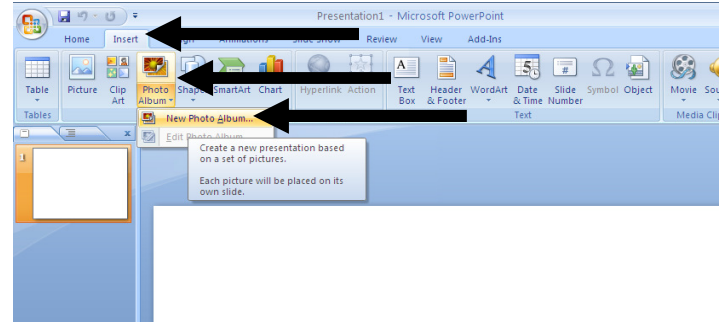 Presentation1 - Microsoft PowerPoint
Home Insert Review View Add-Ins
Table Picture Clip Art Photo Album Shapes SmartArt Chart Hyperlink Action Text Box Header & Footer WordArt Date & Time Slide Number Symbol Object Movie
Tables Text Media Clip
New Photo Album...
Edit Photo Album...
Create a new presentation based
on a set of pictures.
Each picture will be placed on its
own slide.
1